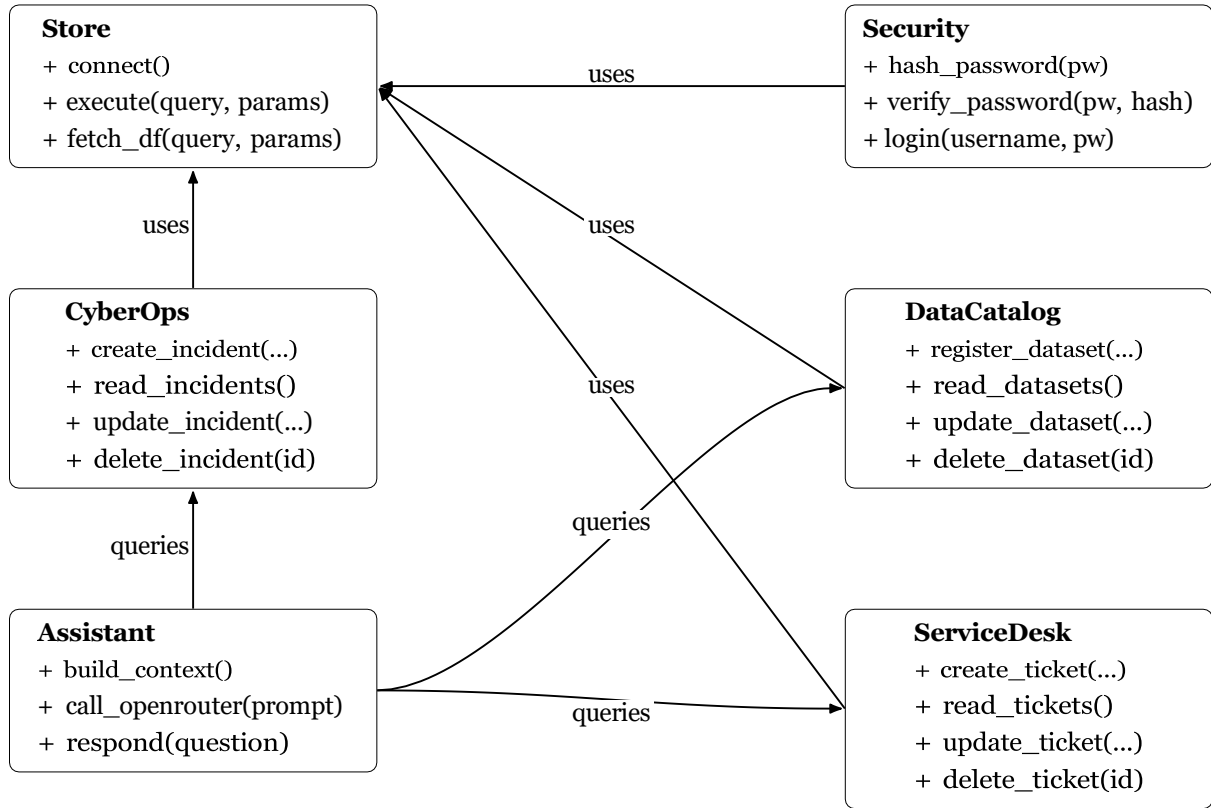 Store
+ connect()
+ execute(query, params)
+ fetch_df(query, params)
uses
Security
+ hash_password(pw)
+ verify_password(pw, hash)
+ login(username, pw)
uses
uses
CyberOps
+ create_incident(...)
+ read_incidents()
+ update_incident(...)
+ delete_incident(id)
uses
DataCatalog
+ register_dataset(...)
+ read_datasets()
+ update_dataset(...)
+ delete_dataset(id)
queries
queries
Assistant
+ build_context()
+ call_openrouter(prompt)
+ respond(question)
queries
ServiceDesk
+ create_ticket(...)
+ read_tickets()
+ update_ticket(...)
+ delete_ticket(id)